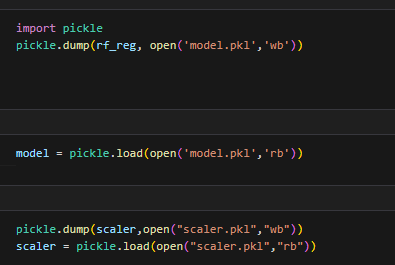 import pickle
pickle.dump(rf_reg, open('model.pkl','wb'))
model = pickle.load(open('model.pkl','rb'))
pickle.dump(scaler,open("scaler.pkl","wb"))
scaler = pickle.load(open("scaler.pkl","rb"))